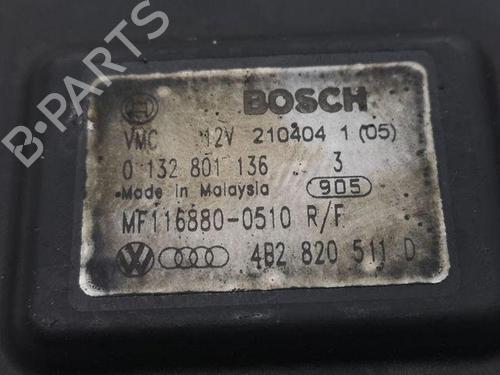 B-PARTS
BOSCH
VMC 12V 210404 1 (05)
0 132 801 136 3
Made in Malaysia 905
MF116880-0510 R/F
4B2 820 511 D